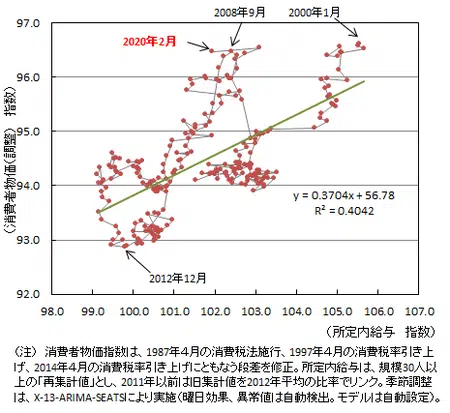 2008年9月
2000年1月
2020年2月
97.0
96.0
95.0
94.0
93.0
92.0
（消費者物価（調整） 指数）
y = 0.3704x + 56.78
R² = 0.4042
2012年12月
98.0 99.0 100.0 101.0 102.0 103.0 104.0 105.0 106.0 107.0
（所定内給与 指数）
（注） 消費者物価指数は、1987年４月の消費税法施行、1997年４月の消費税率引き上
げ、2014年４月の消費税率引き上げにともなう段差を修正。所定内給与は、規模30人以
上の「再集計値」とし、2011年以前は旧集計値を2012年平均の比率でリンク。季節調整
は、X-13-ARIMA-SEATSにより実施（曜日効果、異常値は自動検出。モデルは自動設定）。